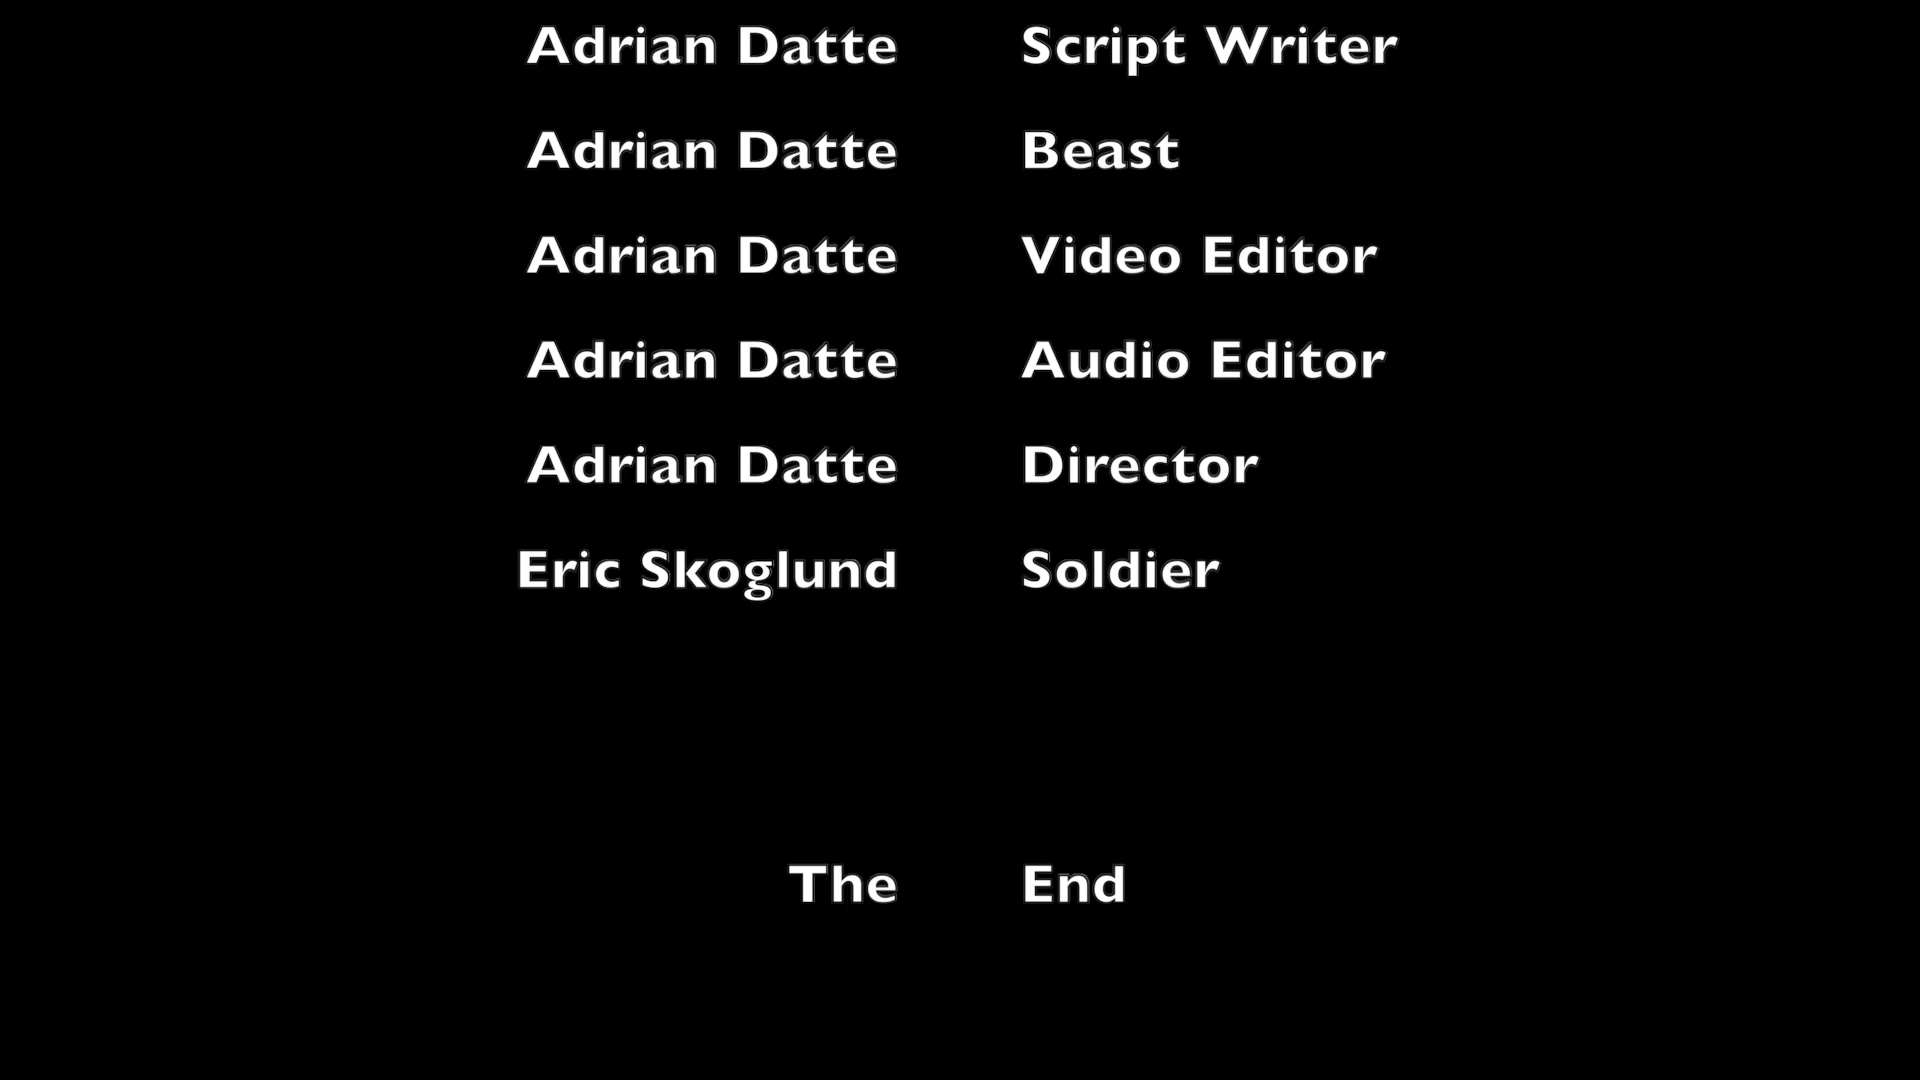 Adrian Datte Script Writer
Adrian Datte Beast
Adrian Datte Video Editor
Adrian Datte Audio Editor
Adrian Datte Director
Eric Skoglund Soldier
The End